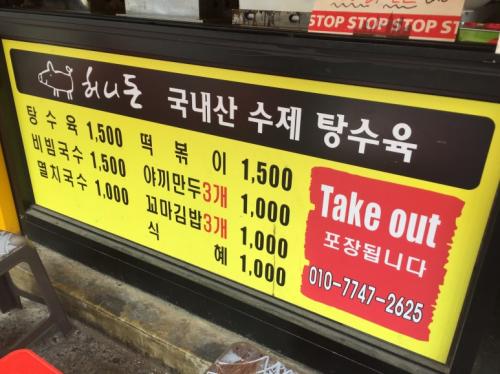 STOP STOP STOP ST
허니돈 국내산 수제 탕수육
탕수육 1,500 떡볶이 1,500
비빔국수 1,500 야끼만두 3개 1,000
멸치국수 1,000 꼬마김밥 3개 1,000
식혜 1,000
Take out
포장됩니다
010-7747-2625